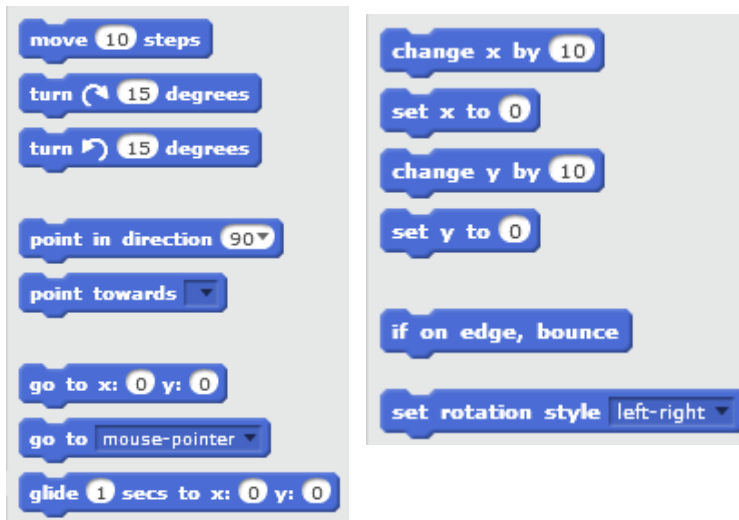 move 10 steps
turn 15 degrees
turn 15 degrees
point in direction 90
point towards
go to x: 0 y: 0
go to mouse-pointer
glide 1 secs to x: 0 y: 0
change x by 10
set x to 0
change y by 10
set y to 0
if on edge, bounce
set rotation style left-right